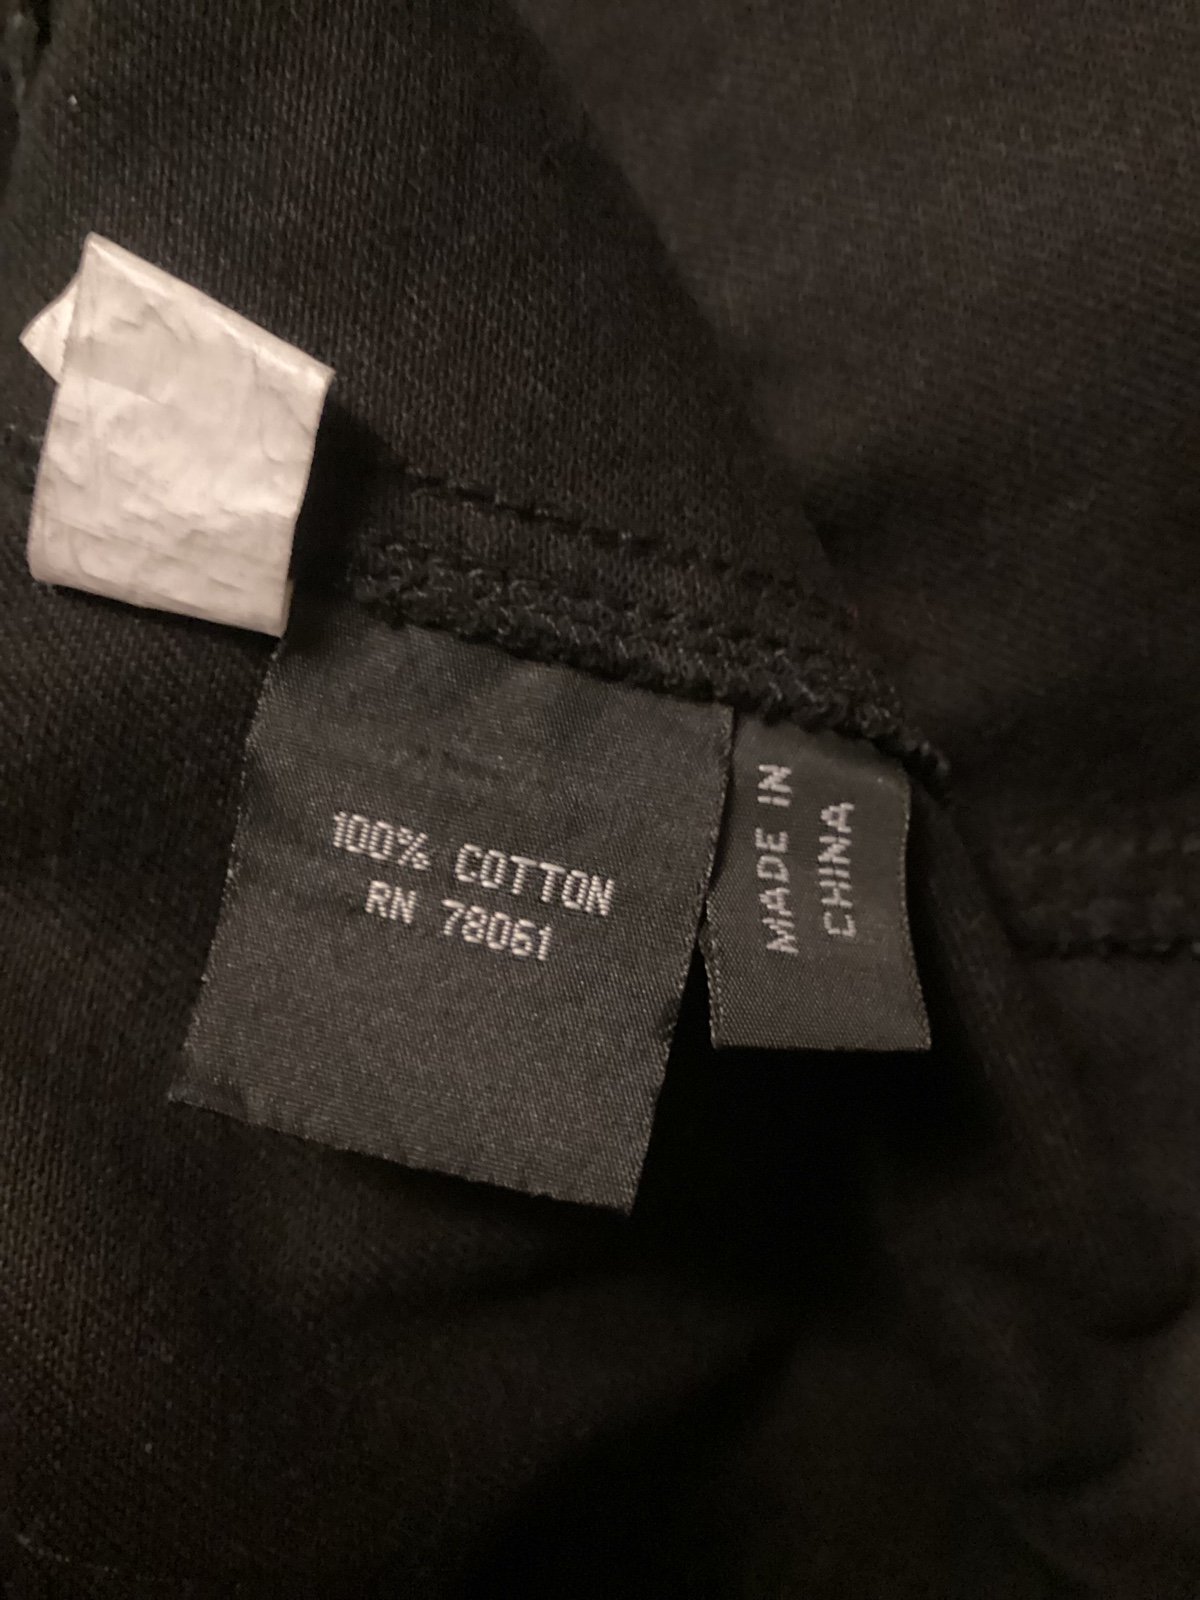 100% COTTON
RN 78061
MADE IN
CHINA